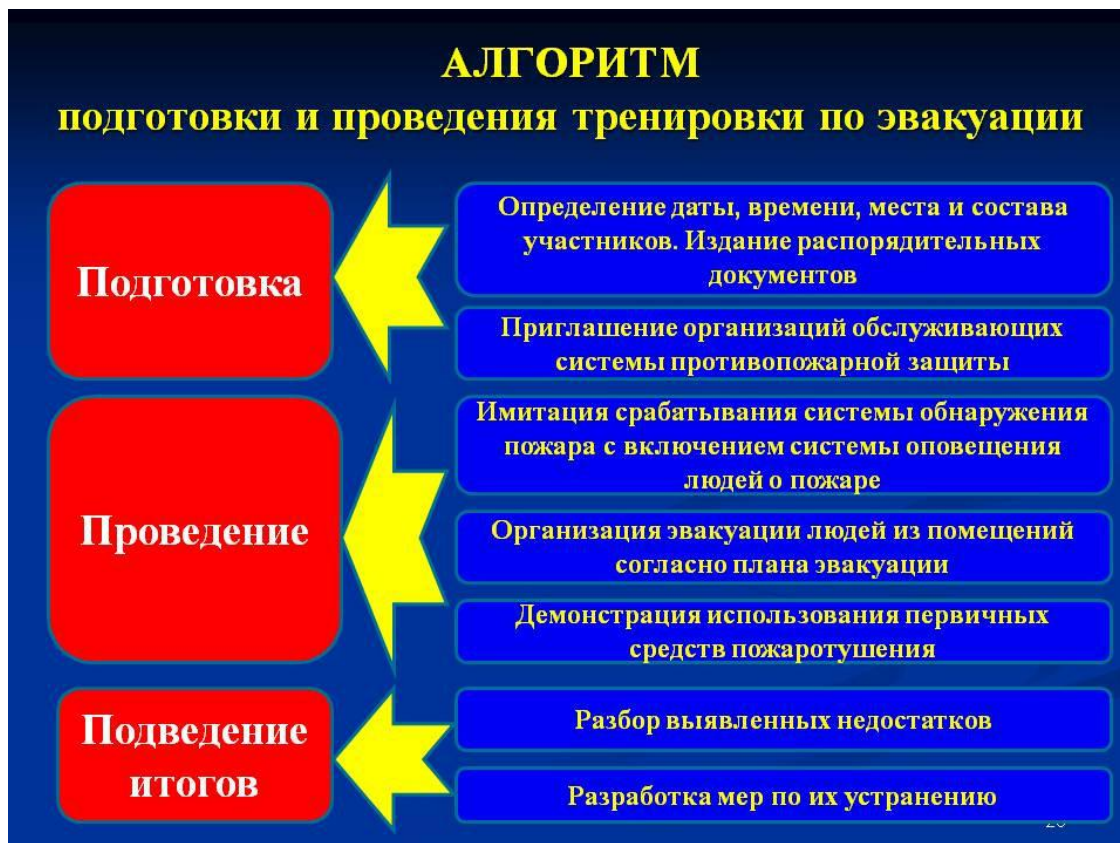 АЛГОРИТМ
подготовки и проведения тренировки по эвакуации
Подготовка
Определение даты, времени, места и состава
участников. Издание распорядительных
документов
Приглашение организаций обслуживающих
системы противопожарной защиты
Проведение
Имитация срабатывания системы обнаружения
пожара с включением системы оповещения
людей о пожаре
Организация эвакуации людей из помещений
согласно плана эвакуации
Демонстрация использования первичных
средств пожаротушения
Подведение
итогов
Разбор выявленных недостатков
Разработка мер по их устранению